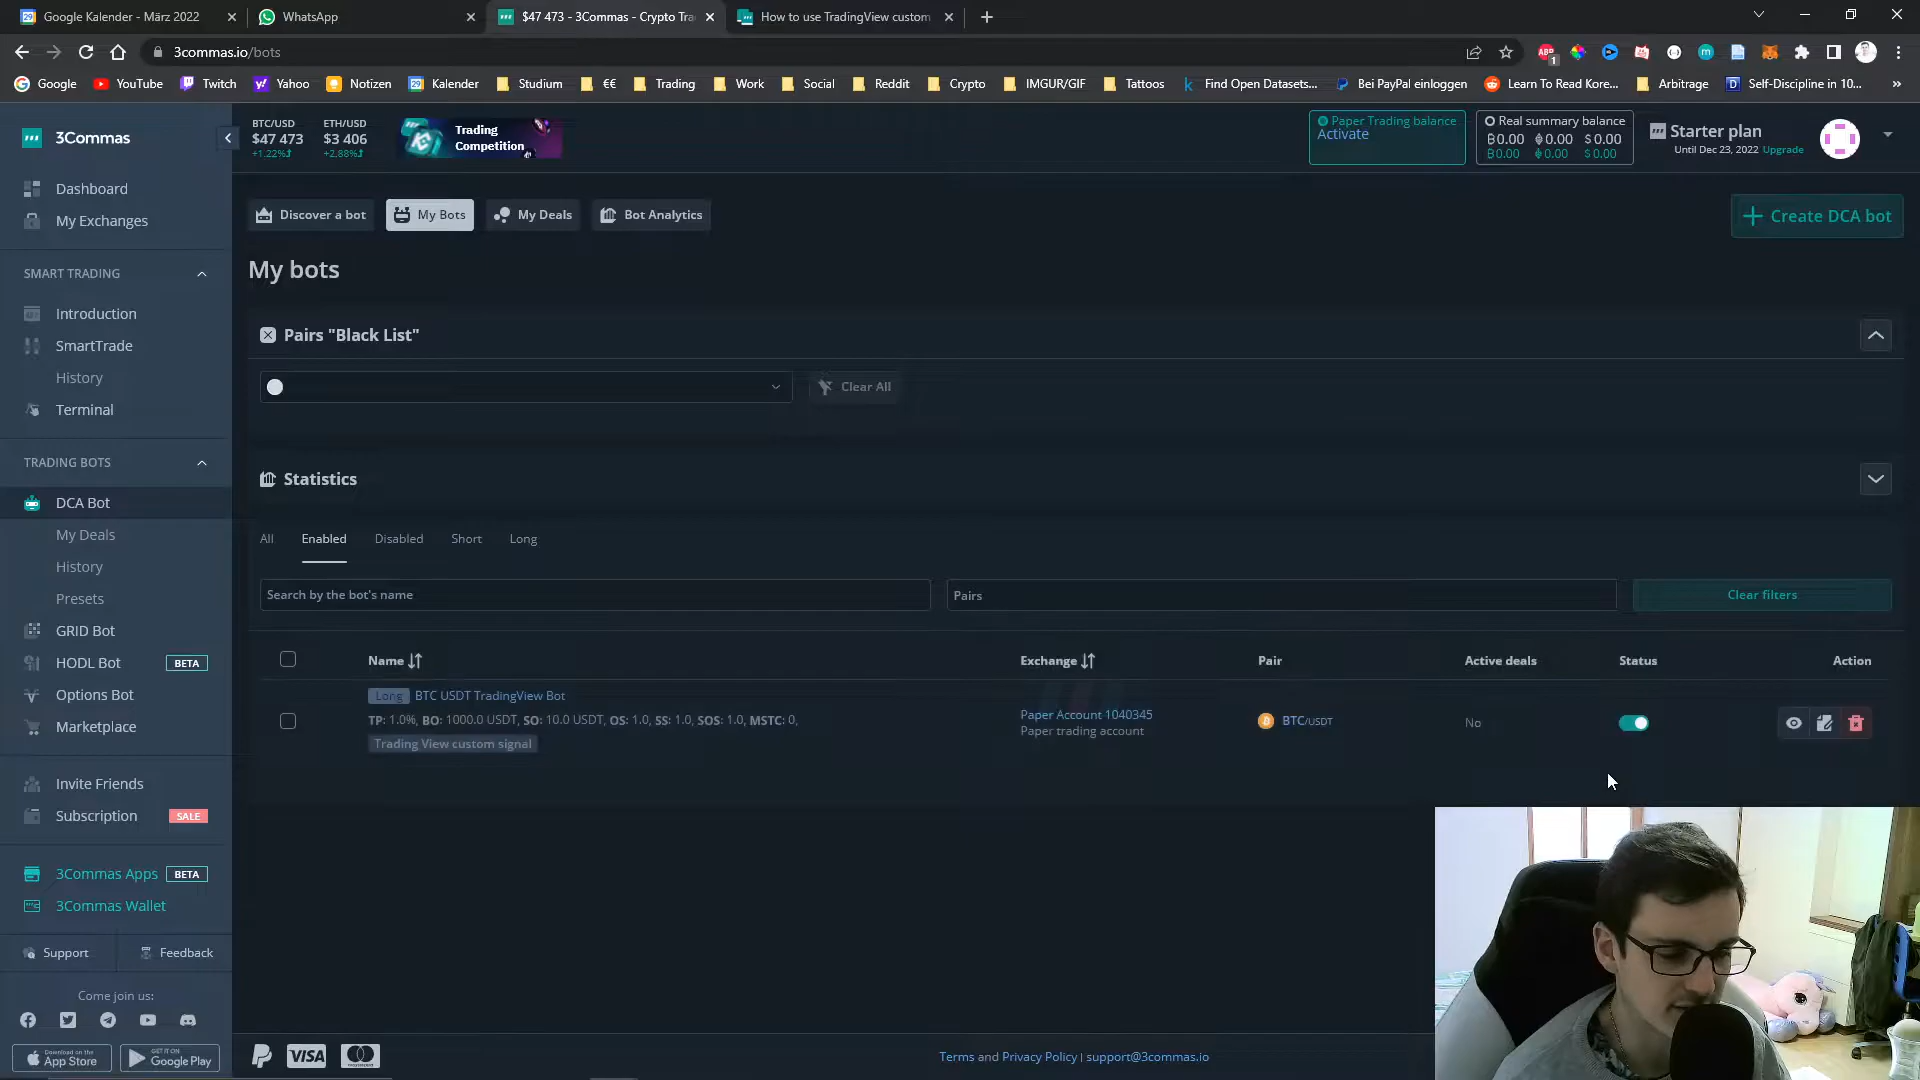 Google Kalender - März 2022
WhatsApp
$47 473 - 3Commas - Crypto Tra
How to use TradingView custom
3commas.io/bots
Google
YouTube
Twitch
Yahoo
Notizen
Kalender
Studium
€€
Trading
Work
Social
Reddit
Crypto
IMGUR/GIF
Tattoos
Find Open Datasets...
Bei PayPal einloggen
Learn To Read Kore...
Arbitrage
Self-Discipline in 10...
3Commas
BTC/USD
$47 473
+1.22%
ETH/USD
$3 406
+2.88%
Trading
Competition
Paper Trading balance
Activate
Real summary balance
₿0.00 0.00 $0.00
₿0.00 0.00 $0.00
Starter plan
Until Dec 23, 2022 Upgrade
Dashboard
My Exchanges
SMART TRADING
Introduction
SmartTrade
History
Terminal
TRADING BOTS
DCA Bot
My Deals
History
Presets
GRID Bot
HODL Bot BETA
Options Bot
Marketplace
Invite Friends
Subscription SALE
3Commas Apps BETA
3Commas Wallet
Support
Feedback
Come join us:
Download on the
App Store
GET IT ON
Google Play
Discover a bot
My Bots
My Deals
Bot Analytics
Create DCA bot
My bots
Pairs "Black List"
Clear All
Statistics
All
Enabled
Disabled
Short
Long
Search by the bot's name
Pairs
Clear filters
Name
Exchange
Pair
Active deals
Status
Action
Long BTC USDT TradingView Bot
TP: 1.0%, BO: 1000.0 USDT, SO: 10.0 USDT, OS: 1.0, SS: 1.0, SOS: 1.0, MSTC: 0,
Trading View custom signal
Paper Account 1040345
Paper trading account
BTC/USDT
No
PayPal
VISA
Terms and Privacy Policy | support@3commas.io